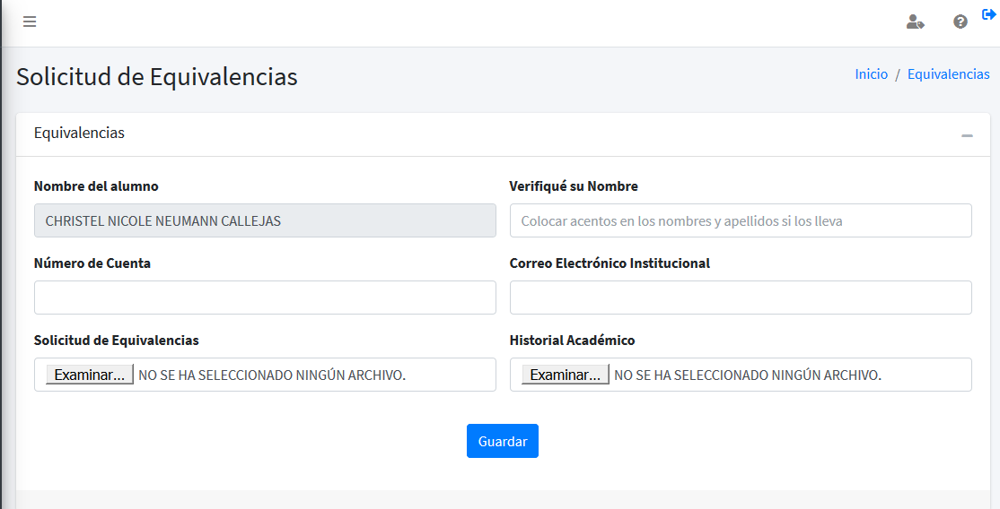 Solicitud de Equivalencias
Inicio / Equivalencias
Equivalencias
Nombre del alumno
Verifiqué su Nombre
CHRISTEL NICOLE NEUMANN CALLEJAS
Colocar acentos en los nombres y apellidos si los lleva
Número de Cuenta
Correo Electrónico Institucional
Solicitud de Equivalencias
Historial Académico
Examinar... NO SE HA SELECCIONADO NINGÚN ARCHIVO.
Examinar... NO SE HA SELECCIONADO NINGÚN ARCHIVO.
Guardar